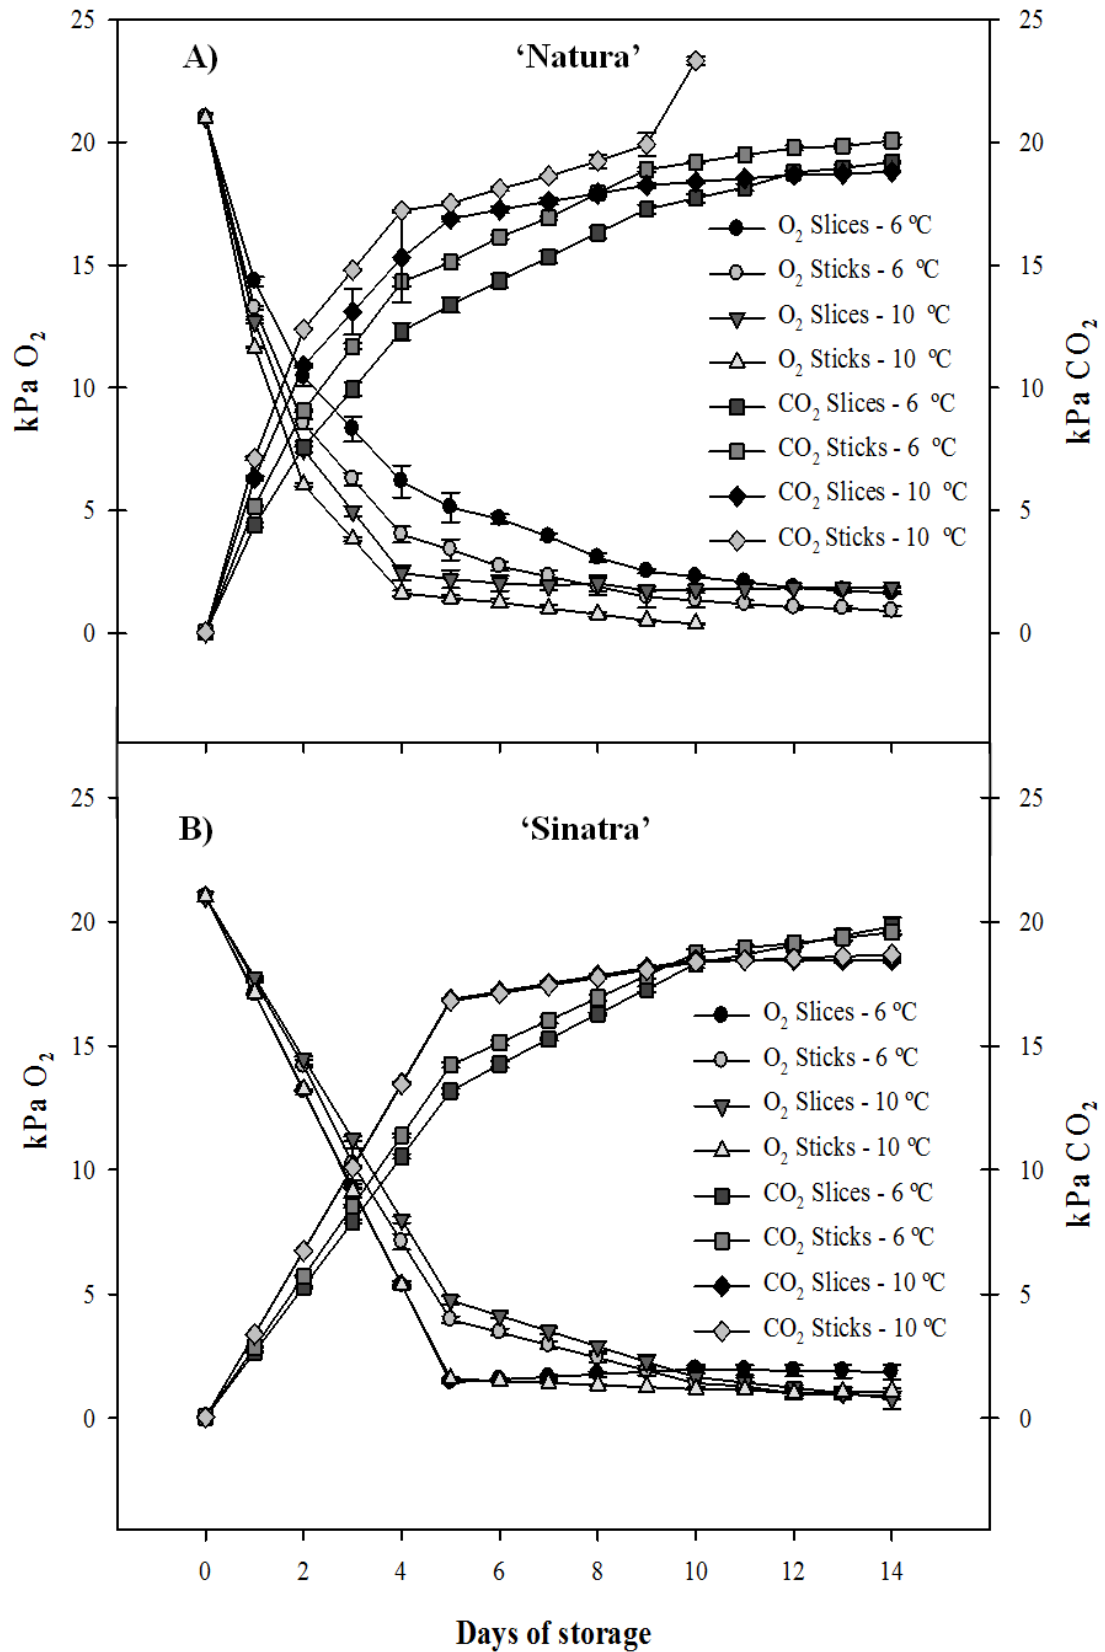 A) ‘Natura’
25
20
15
10
5
0
kPa O₂
25
20
15
10
5
0
kPa CO₂
O₂ Slices - 6 ºC
O₂ Sticks - 6 ºC
O₂ Slices - 10 ºC
O₂ Sticks - 10 ºC
CO₂ Slices - 6 ºC
CO₂ Sticks - 6 ºC
CO₂ Slices - 10 ºC
CO₂ Sticks - 10 ºC
B) ‘Sinatra’
25
20
15
10
5
0
kPa O₂
25
20
15
10
5
0
kPa CO₂
O₂ Slices - 6 ºC
O₂ Sticks - 6 ºC
O₂ Slices - 10 ºC
O₂ Sticks - 10 ºC
CO₂ Slices - 6 ºC
CO₂ Sticks - 6 ºC
CO₂ Slices - 10 ºC
CO₂ Sticks - 10 ºC
0 2 4 6 8 10 12 14
Days of storage